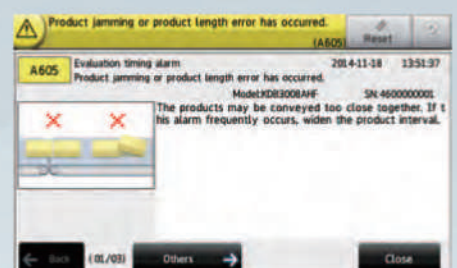 Product jamming or product length error has occurred.
(A605)
Reset
A605
Evaluation timing alarm
2014-11-18 13:51:37
Product jamming or product length error has occurred.
Model:KDB3008AHF SN:4600000001
The products may be conveyed too close together. If t
his alarm frequently occurs, widen the product interval.
← Back
(01/03)
Others →
Close